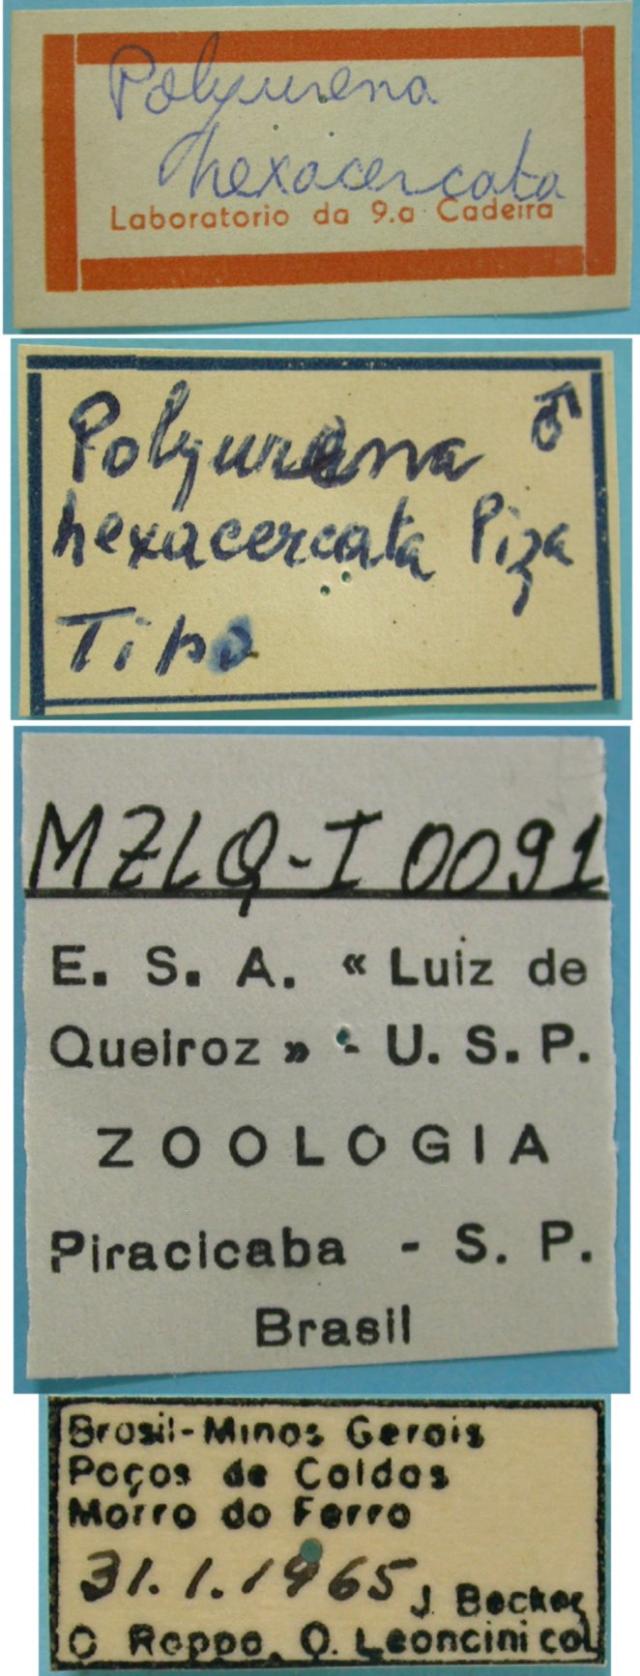 Polyurena
hexacercata
Laboratorio da 9.a Cadeira
Polyurena ♂
hexacercata Piza
Tipo
MZLQ-I 0091
E. S. A. « Luiz de
Queiroz » - U. S. P.
ZOOLOGIA
Piracicaba - S. P.
Brasil
Brasil-Minas Gerais
Poços de Caldas
Morro do Ferro
31.1.1965 J. Becker
O Roppa, O. Leoncini col